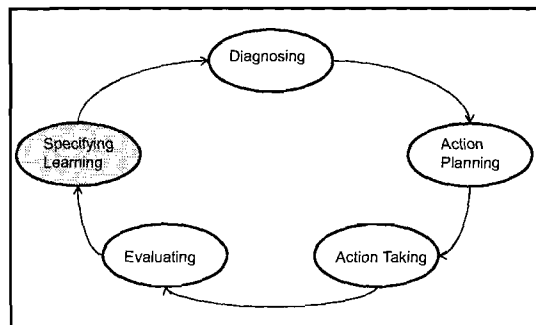 Diagnosing
Action
Planning
Action Taking
Evaluating
Specifying
Learning